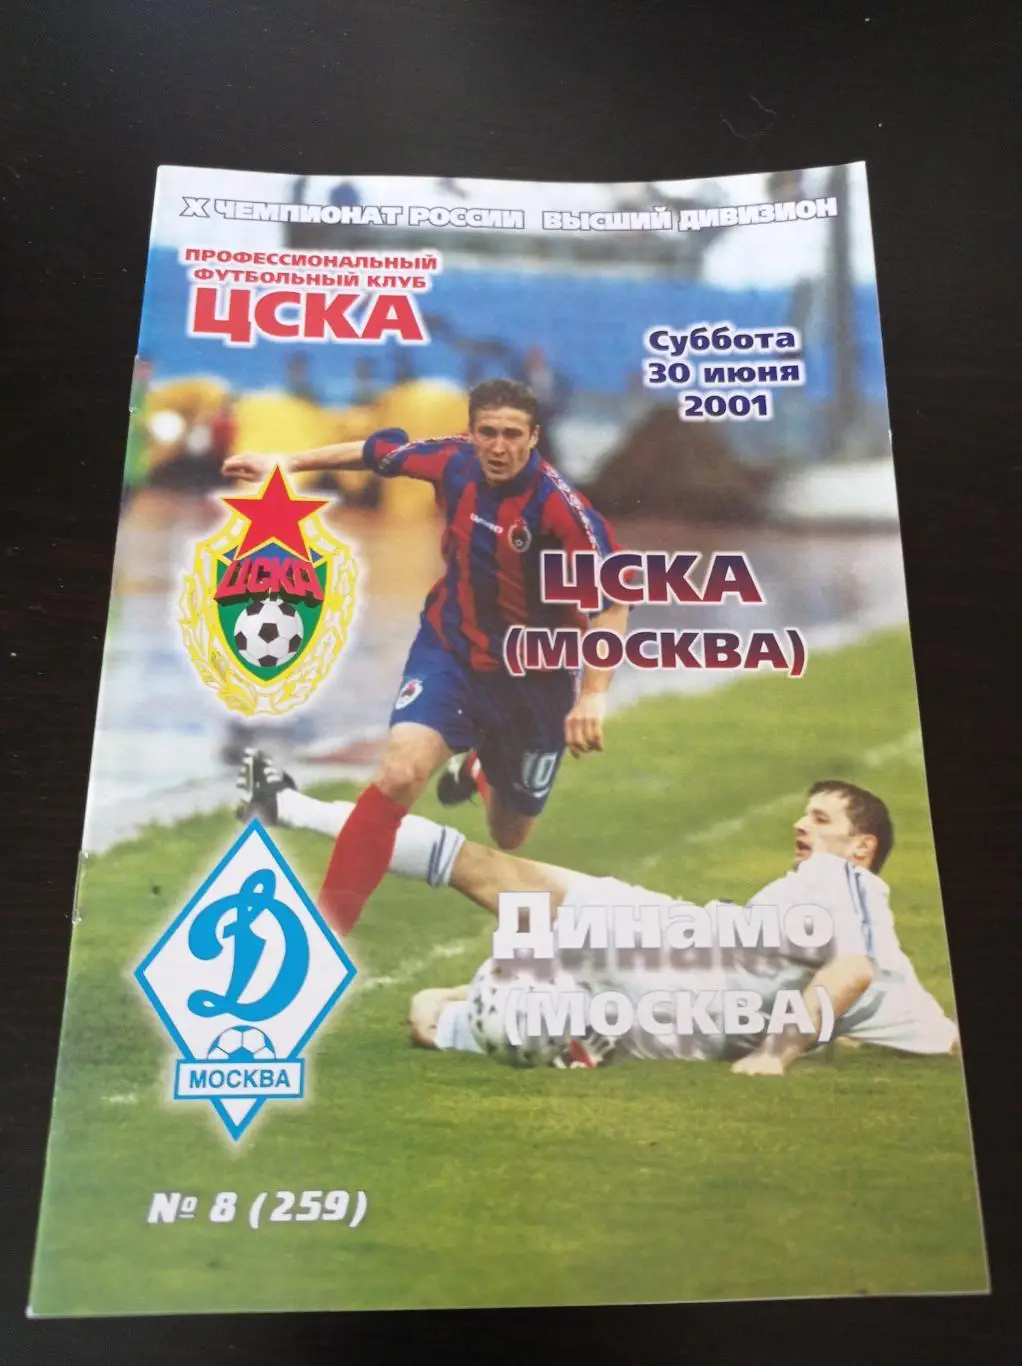 X ЧЕМПИОНАТ РОССИИ ВЫСШИЙ ДИВИЗИОН
ПРОФЕССИОНАЛЬНЫЙ
ФУТБОЛЬНЫЙ КЛУБ
ЦСКА
Суббота
30 июня
2001
ЦСКА
ЦСКА
(МОСКВА)
10
Динамо
(МОСКВА)
Д
МОСКВА
№ 8 (259)